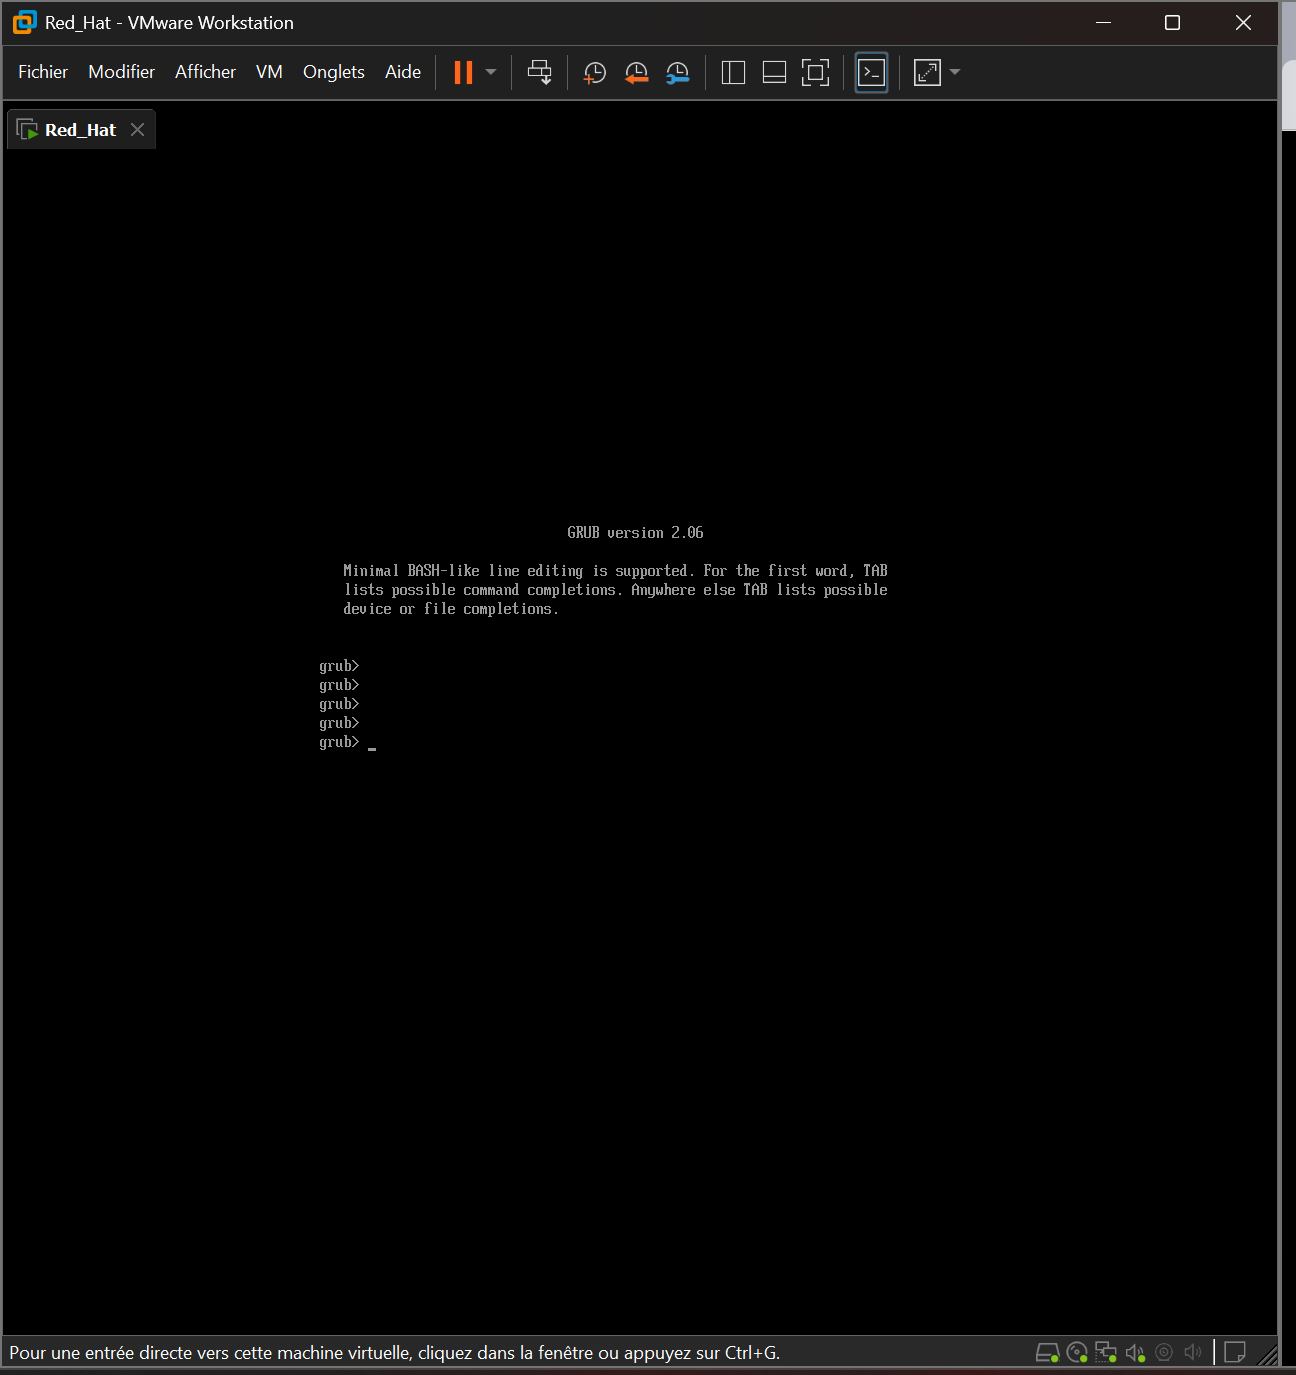 Red_Hat - VMware Workstation
Fichier Modifier Afficher VM Onglets Aide
Red_Hat
GRUB version 2.06
Minimal BASH-like line editing is supported. For the first word, TAB
lists possible command completions. Anywhere else TAB lists possible
device or file completions.
grub>
grub>
grub>
grub>
grub> _
Pour une entrée directe vers cette machine virtuelle, cliquez dans la fenêtre ou appuyez sur Ctrl+G.